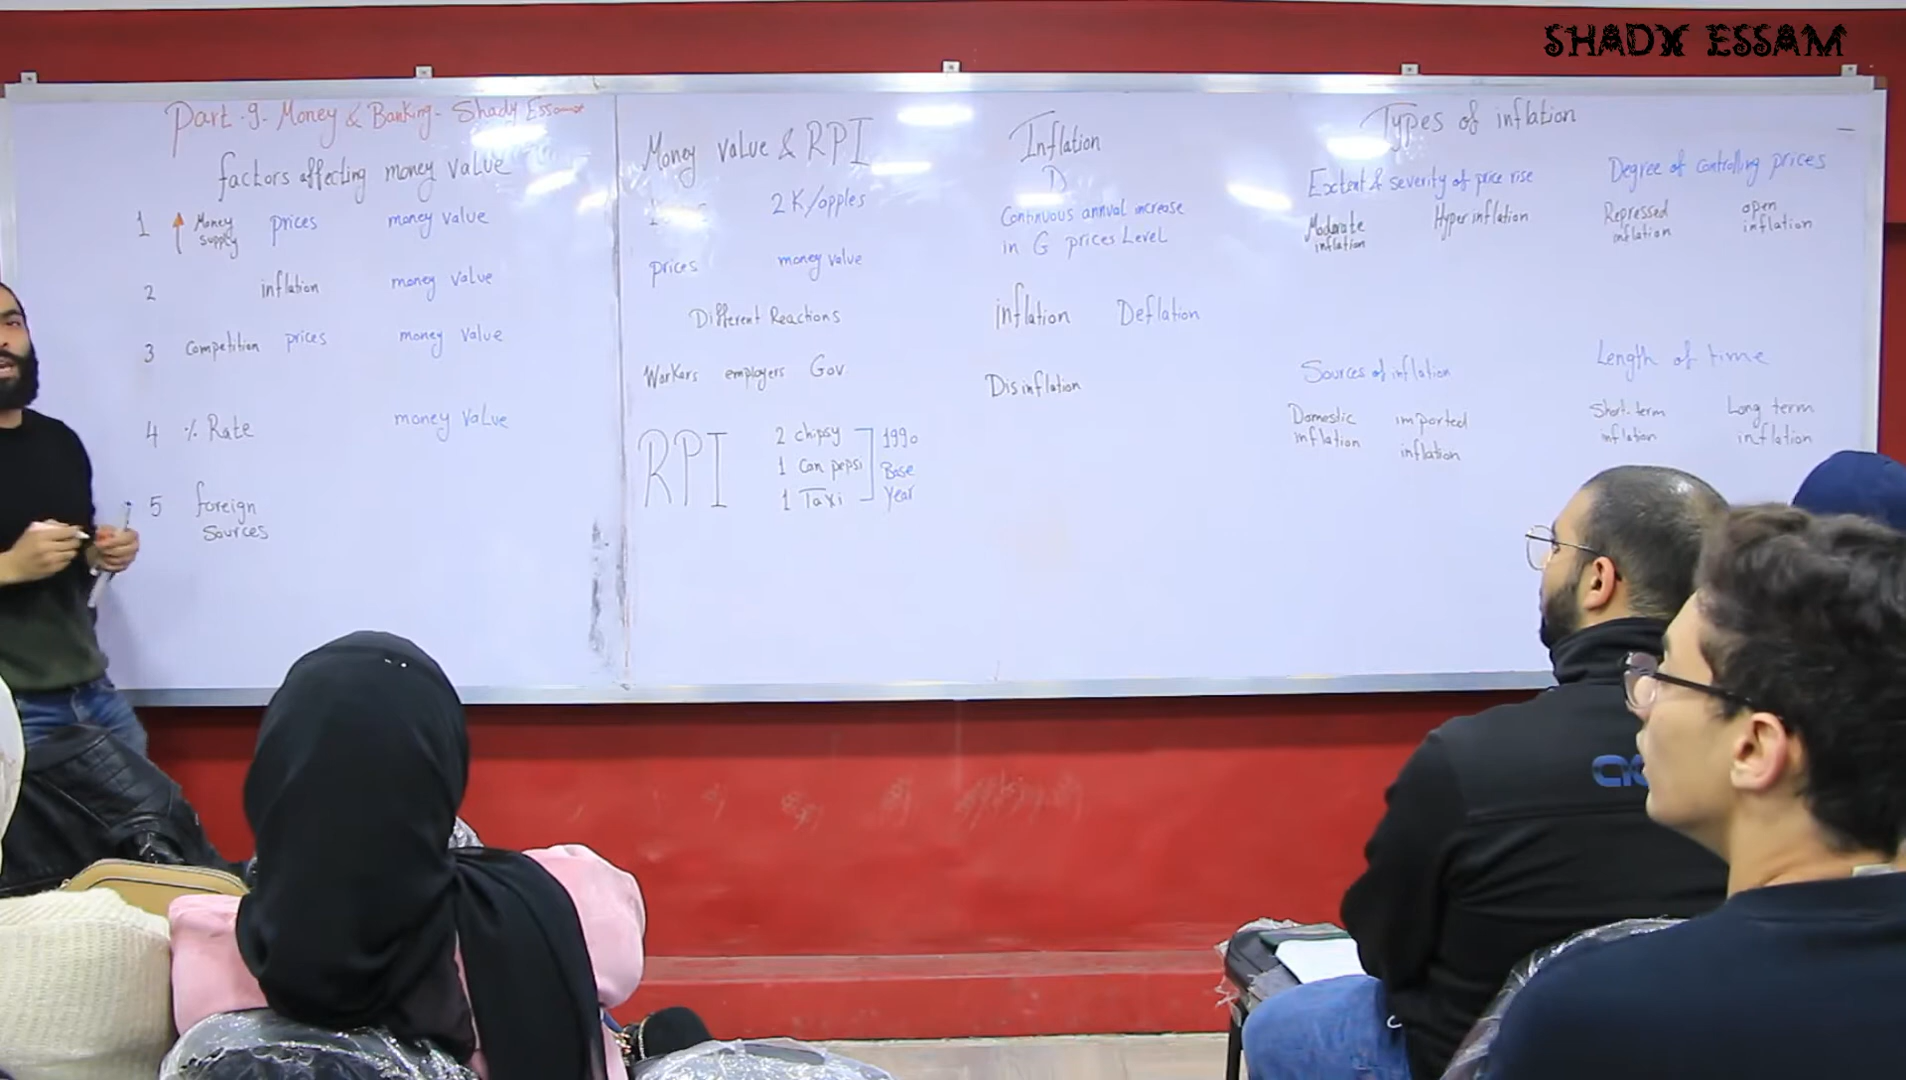 SHADY ESSAM
Part -9- Money & Banking - Shady Essam
factors affecting money value
1 ↑ Money supply prices money value
2 inflation money value
3 Competition prices money value
4 % Rate money value
5 foreign
Sources
Money value & RPI
2 K/apples
prices money value
Different Reactions
Workers employers Gov
RPI
2 chipsy
1 Can pepsi
1 Taxi
1990
Base
Year
Inflation
Continuous annual increase
in G prices Level
inflation Deflation
Disinflation
Types of inflation
Extent & severity of price rise
Moderate inflation
Hyper inflation
Degree of controlling prices
Repressed inflation
open inflation
Sources of inflation
Domestic inflation
imported inflation
Length of time
Short-term inflation
Long term inflation